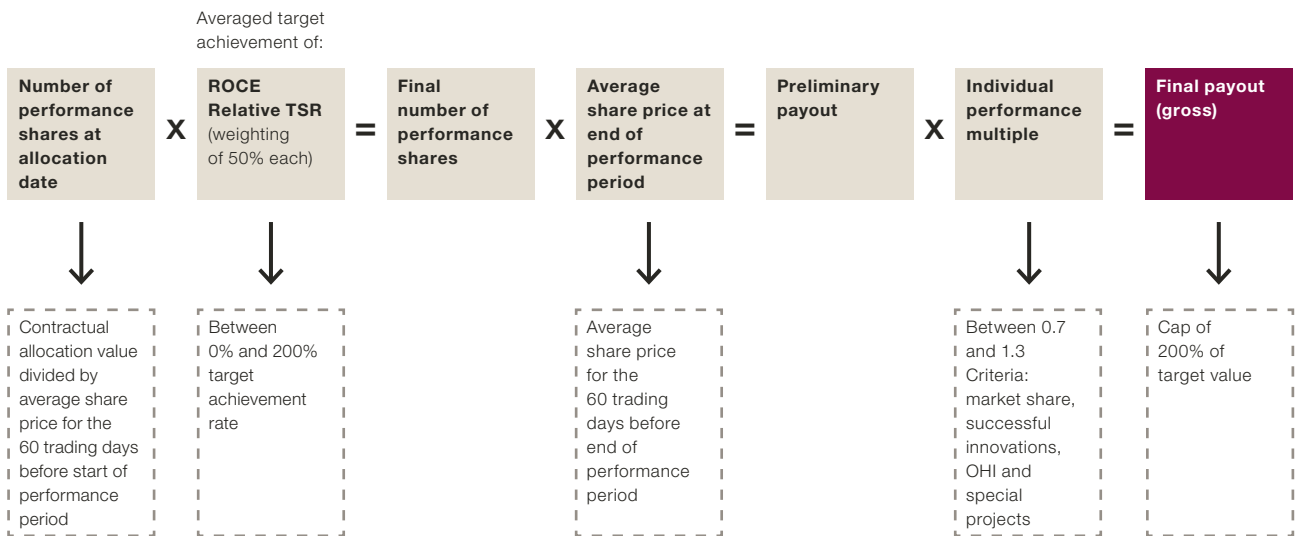 Averaged target
achievement of:
Number of
performance
shares at
allocation
date
X
ROCE
Relative TSR
(weighting
of 50% each)
=
Final
number of
performance
shares
X
Average
share price at
end of
performance
period
=
Preliminary
payout
X
Individual
performance
multiple
=
Final payout
(gross)
Contractual
allocation value
divided by
average share
price for the
60 trading days
before start of
performance
period
Between
0% and 200%
target
achievement
rate
Average
share price
for the
60 trading
days before
end of
performance
period
Between 0.7
and 1.3
Criteria:
market share,
successful
innovations,
OHI and
special
projects
Cap of
200% of
target value